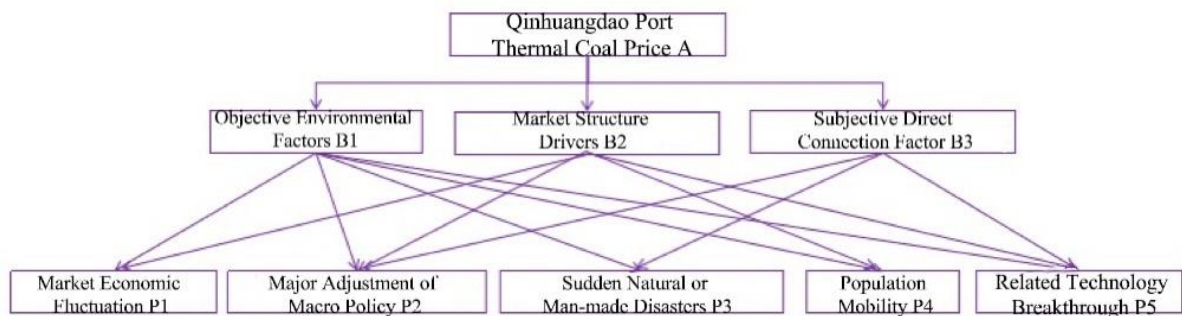 Qinhuangdao Port
Thermal Coal Price A
Objective Environmental
Factors B1
Market Structure
Drivers B2
Subjective Direct
Connection Factor B3
Market Economic
Fluctuation P1
Major Adjustment of
Macro Policy P2
Sudden Natural or
Man-made Disasters P3
Population
Mobility P4
Related Technology
Breakthrough P5